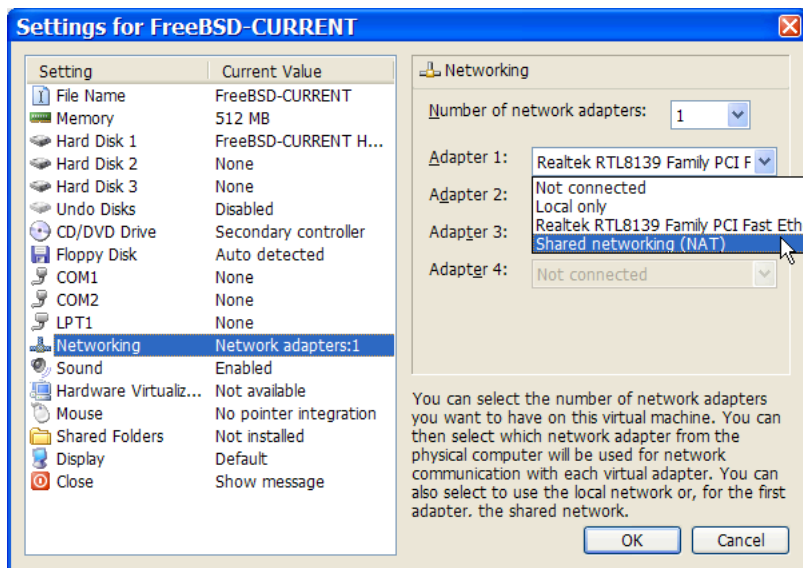 Settings for FreeBSD-CURRENT
Setting Current Value
File Name FreeBSD-CURRENT
Memory 512 MB
Hard Disk 1 FreeBSD-CURRENT H...
Hard Disk 2 None
Hard Disk 3 None
Undo Disks Disabled
CD/DVD Drive Secondary controller
Floppy Disk Auto detected
COM1 None
COM2 None
LPT1 None
Networking Network adapters:1
Sound Enabled
Hardware Virtualiz... Not available
Mouse No pointer integration
Shared Folders Not installed
Display Default
Close Show message
Networking
Number of network adapters: 1
Adapter 1: Realtek RTL8139 Family PCI F
Not connected
Local only
Realtek RTL8139 Family PCI Fast Eth
Shared networking (NAT)
Adapter 2:
Adapter 3:
Adapter 4: Not connected
You can select the number of network adapters
you want to have on this virtual machine. You can
then select which network adapter from the
physical computer will be used for network
communication with each virtual adapter. You can
also select to use the local network or, for the first
adapter, the shared network.
OK Cancel